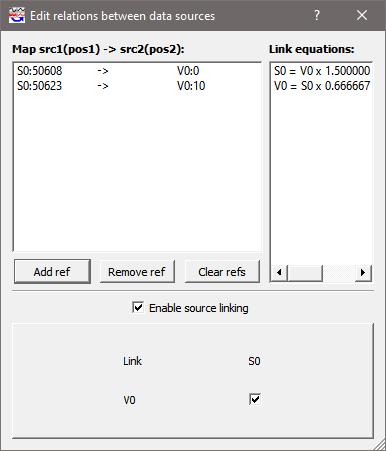 Edit relations between data sources ? ×
Map src1(pos1) -> src2(pos2):
S0:50608 -> V0:0
S0:50623 -> V0:10
Link equations:
S0 = V0 x 1.500000
V0 = S0 x 0.666667
Add ref Remove ref Clear refs
Enable source linking
Link S0
V0